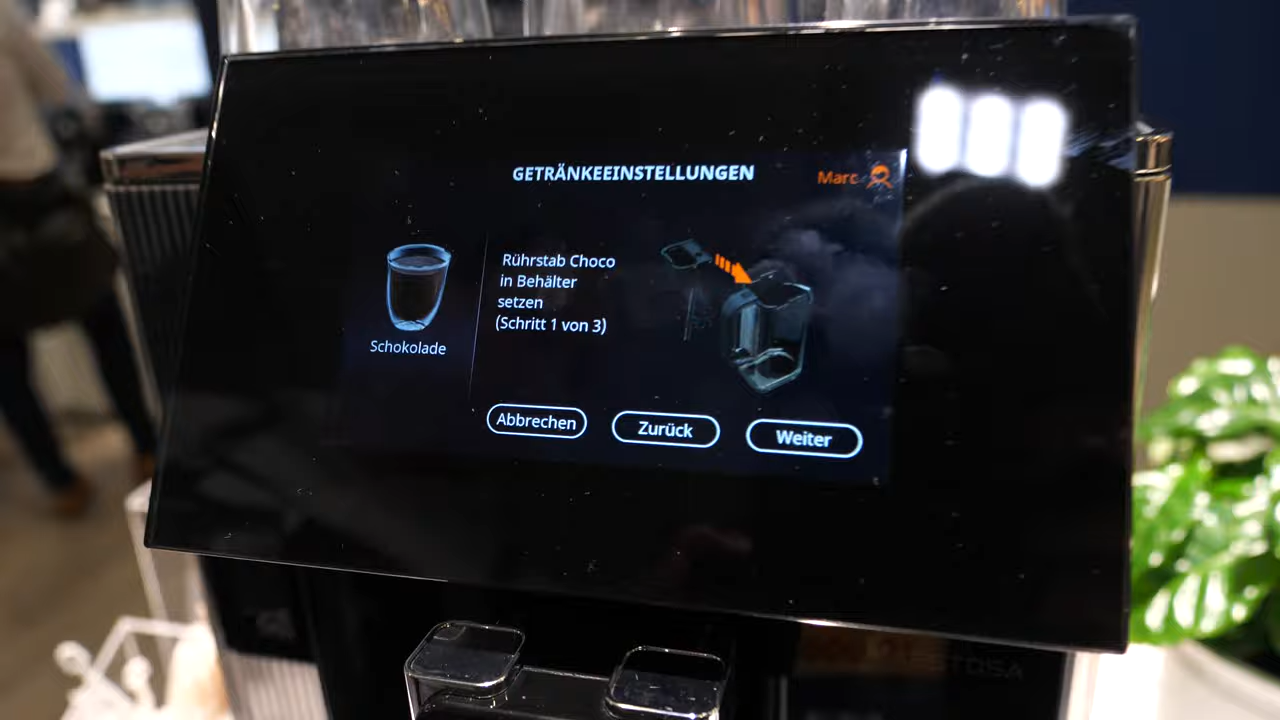 GETRÄNKEEINSTELLUNGEN
Marc
Rührstab Choco
in Behälter
setzen
(Schritt 1 von 3)
Schokolade
Abbrechen
Zurück
Weiter